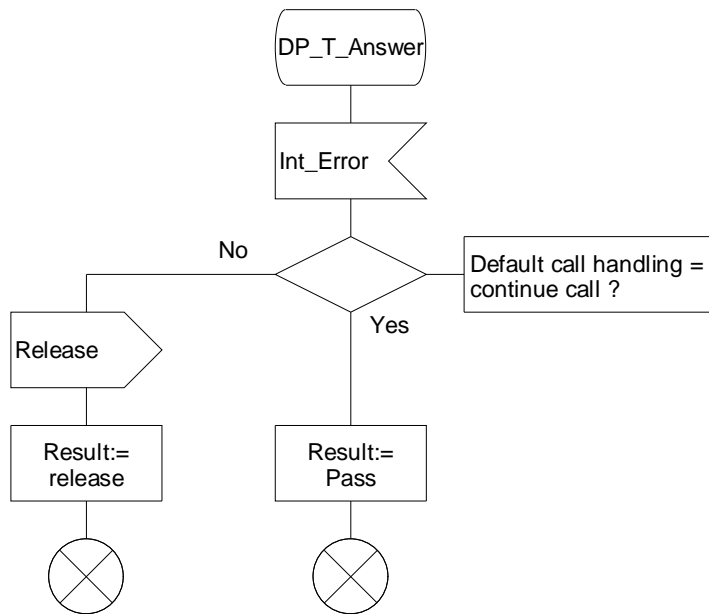 DP_T_Answer
Int_Error
No
Default call handling =
continue call ?
Yes
Release
Result:=
release
Result:=
Pass